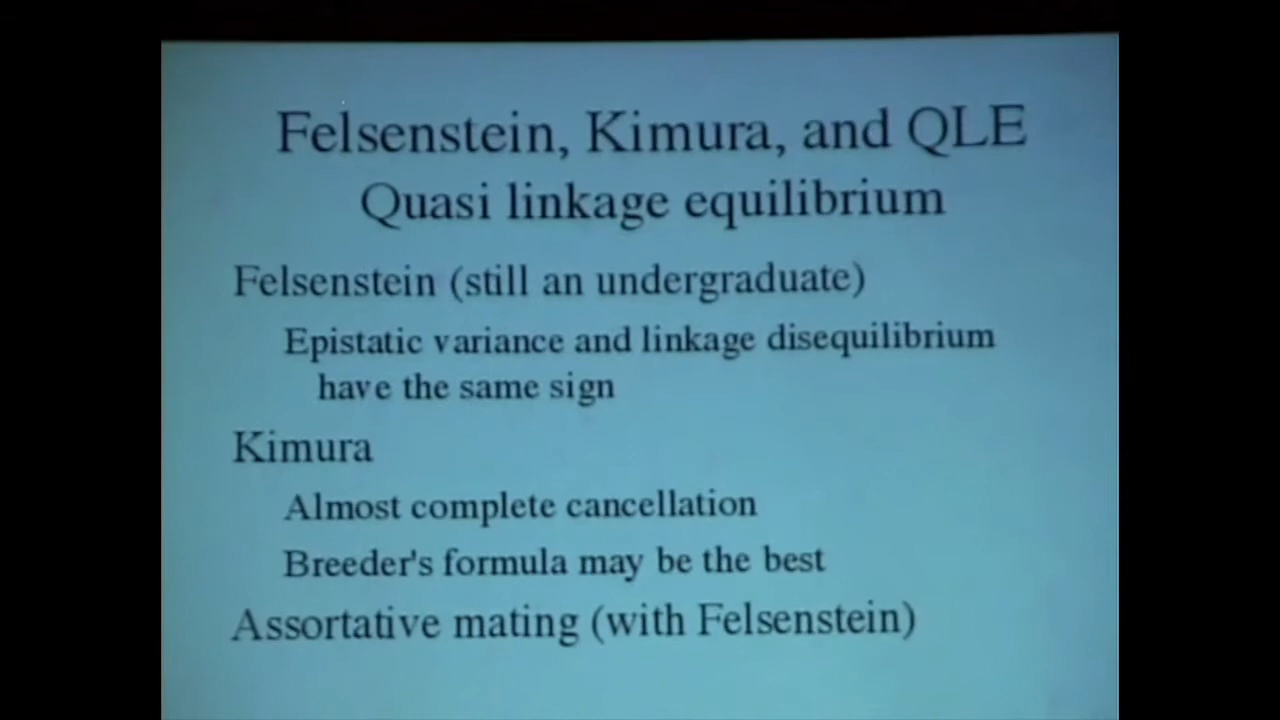 Felsenstein, Kimura, and QLE
Quasi linkage equilibrium
Felsenstein (still an undergraduate)
Epistatic variance and linkage disequilibrium
have the same sign
Kimura
Almost complete cancellation
Breeder's formula may be the best
Assortative mating (with Felsenstein)